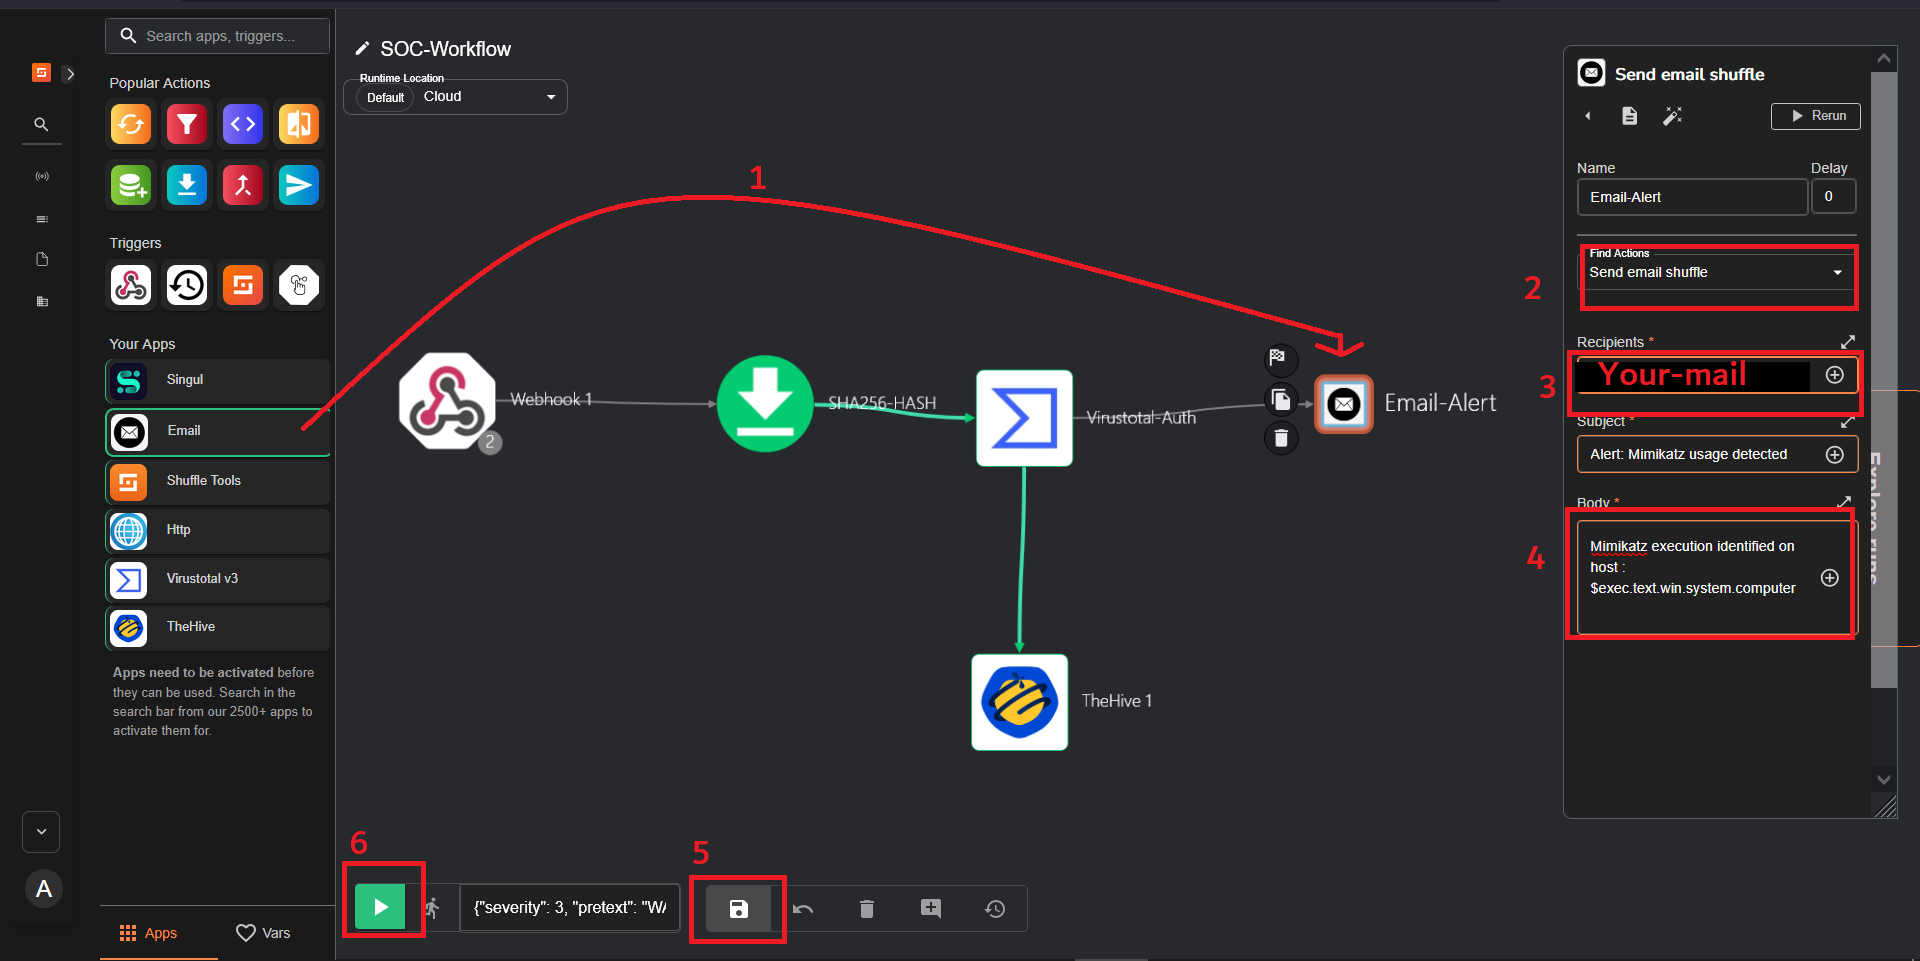 Search apps, triggers...
Popular Actions
Triggers
Your Apps
Singul
Email
Shuffle Tools
Http
Virustotal v3
TheHive
Apps need to be activated before
they can be used. Search in the
search bar from our 2500+ apps to
activate them for.
A
Apps
Vars
SOC-Workflow
Runtime Location
Default
Cloud
1
Webhook 1
2
SHA256-HASH
Virustotal-Auth
Email-Alert
TheHive 1
6
{"severity": 3, "pretext": "WA
5
Send email shuffle
Rerun
Name
Delay
Email-Alert
0
2
Find Actions
Send email shuffle
Recipients *
3
Your-mail
Subject *
Alert: Mimikatz usage detected
Body *
4
Mimikatz execution identified on
host :
$exec.text.win.system.computer
Explore runs